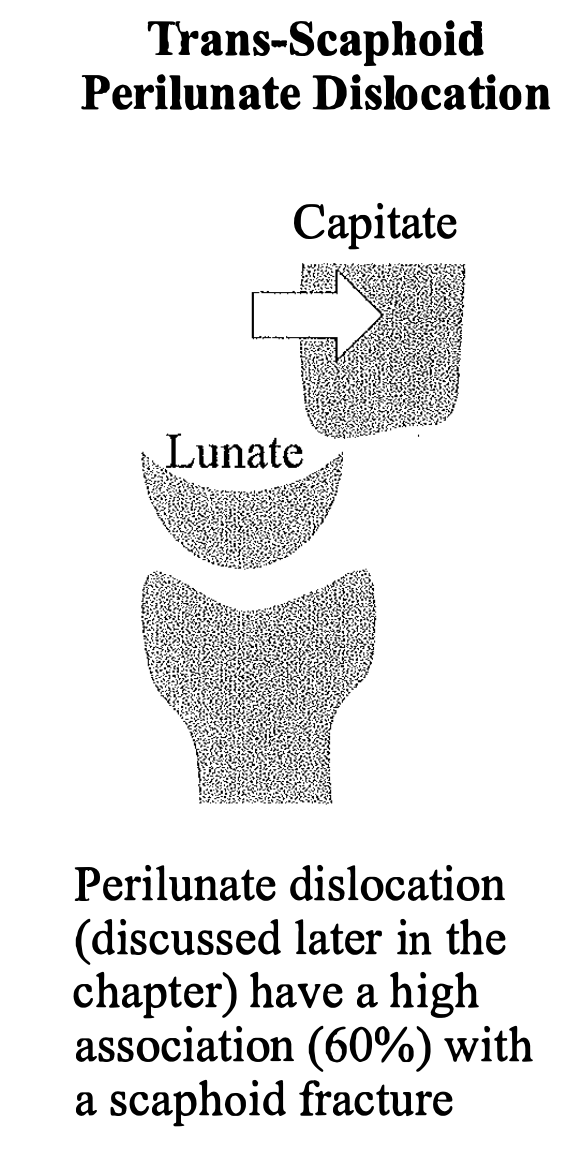 Trans-Scaphoid
Perilunate Dislocation
Capitate
Lunate
Perilunate dislocation
(discussed later in the
chapter) have a high
association (60%) with
a scaphoid fracture